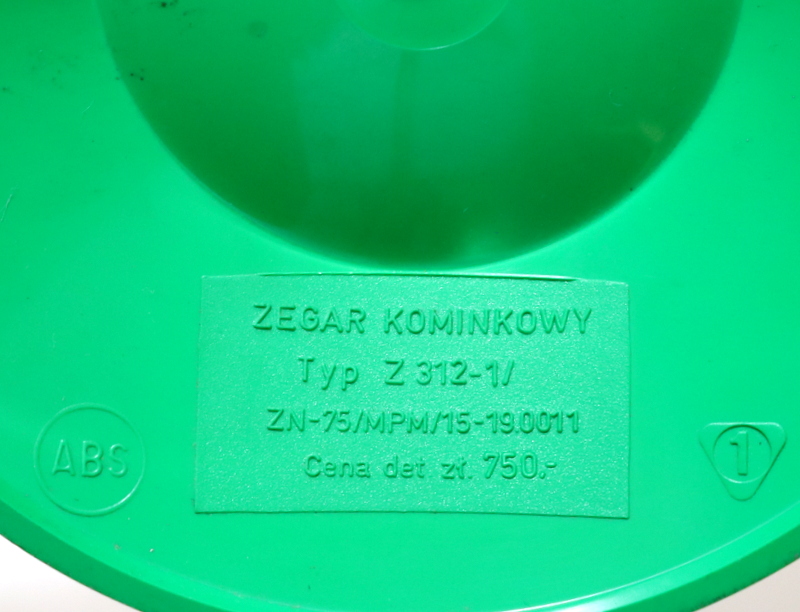 ZEGAR KOMINKOWY
Typ Z 312-1/
ZN-75/MPM/15-19.0011
Cena det zł. 750.-
ABS
1